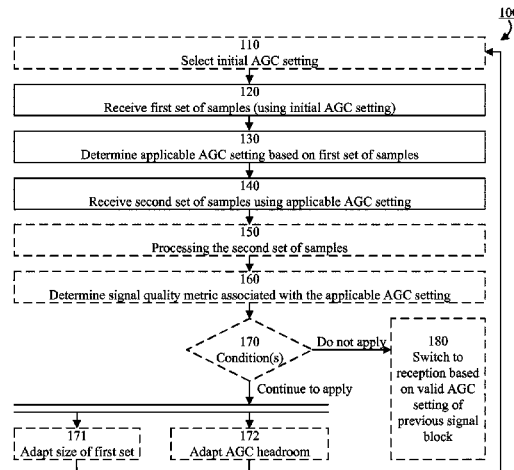 100
110
Select initial AGC setting
120
Receive first set of samples (using initial AGC setting)
130
Determine applicable AGC setting based on first set of samples
140
Receive second set of samples using applicable AGC setting
150
Processing the second set of samples
160
Determine signal quality metric associated with the applicable AGC setting
170
Condition(s)
Do not apply
Continue to apply
180
Switch to
reception based
on valid AGC
setting of
previous signal
block
171
Adapt size of first set
172
Adapt AGC headroom